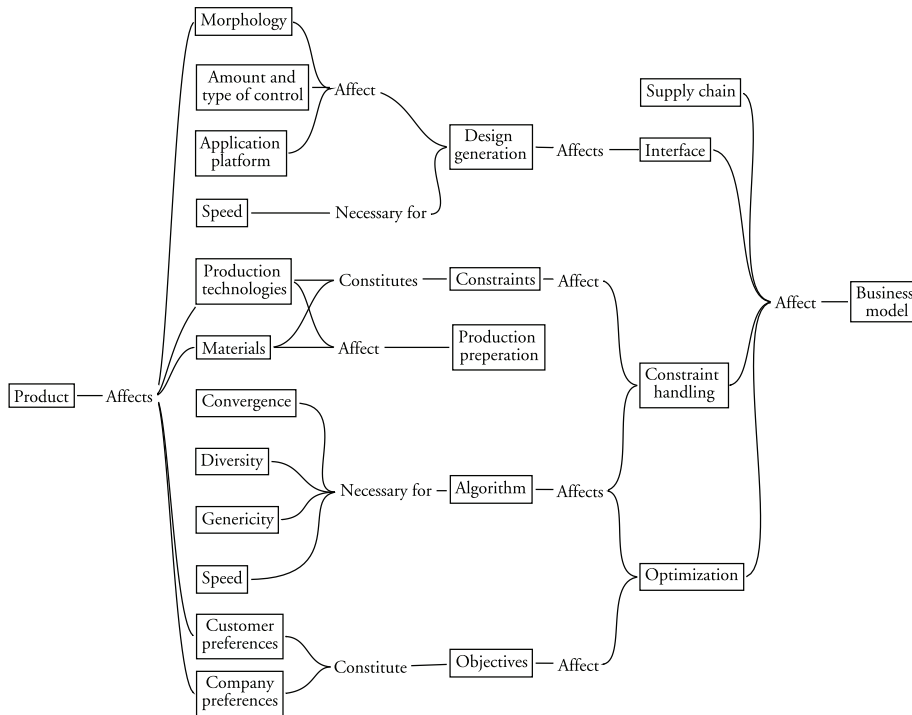 Morphology
Amount and
type of control
Affect
Application
platform
Speed
Necessary for
Design
generation
Affects
Interface
Supply chain
Production
technologies
Constitutes
Constraints
Affect
Materials
Affect
Production
preperation
Product
Affects
Convergence
Diversity
Genericity
Speed
Necessary for
Algorithm
Affects
Constraint
handling
Optimization
Customer
preferences
Company
preferences
Constitute
Objectives
Affect
Affect
Business
model